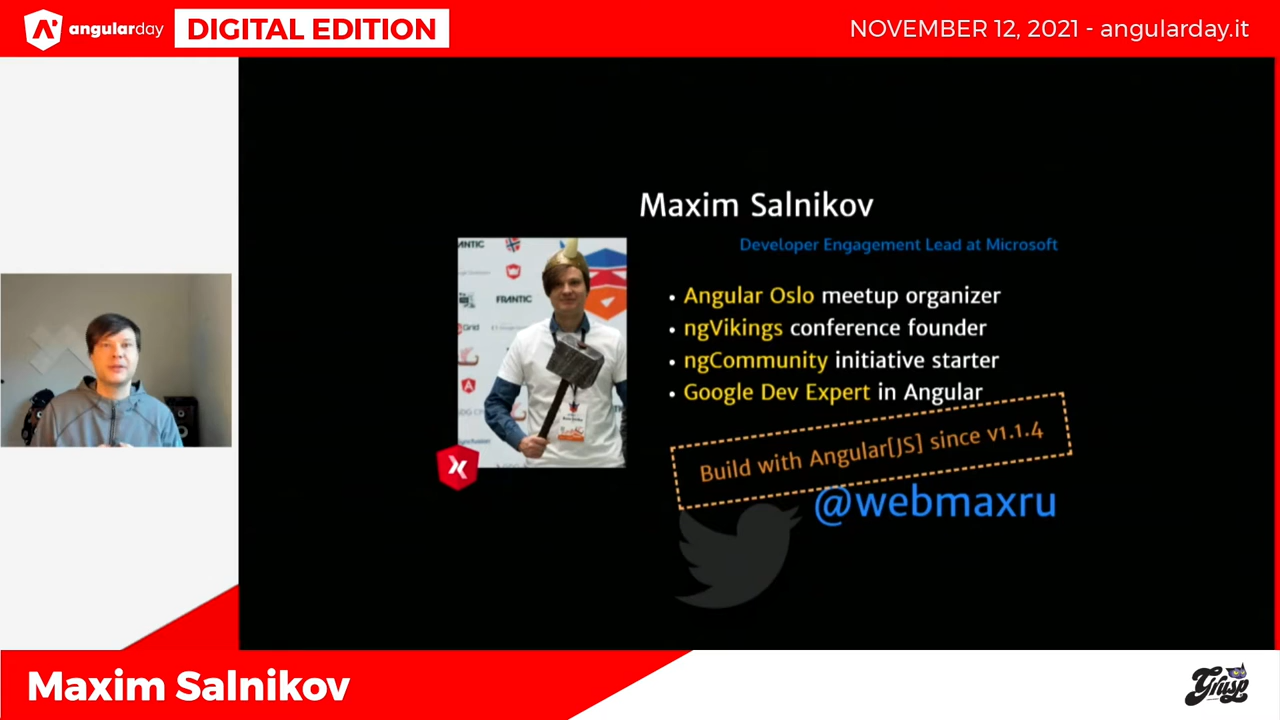 angularday
DIGITAL EDITION
NOVEMBER 12, 2021 - angularday.it
Maxim Salnikov
Developer Engagement Lead at Microsoft
• Angular Oslo meetup organizer
• ngVikings conference founder
• ngCommunity initiative starter
• Google Dev Expert in Angular
Build with Angular[JS] since v1.1.4
@webmaxru
FRANTIC
Maxim Salnikov
Grusp